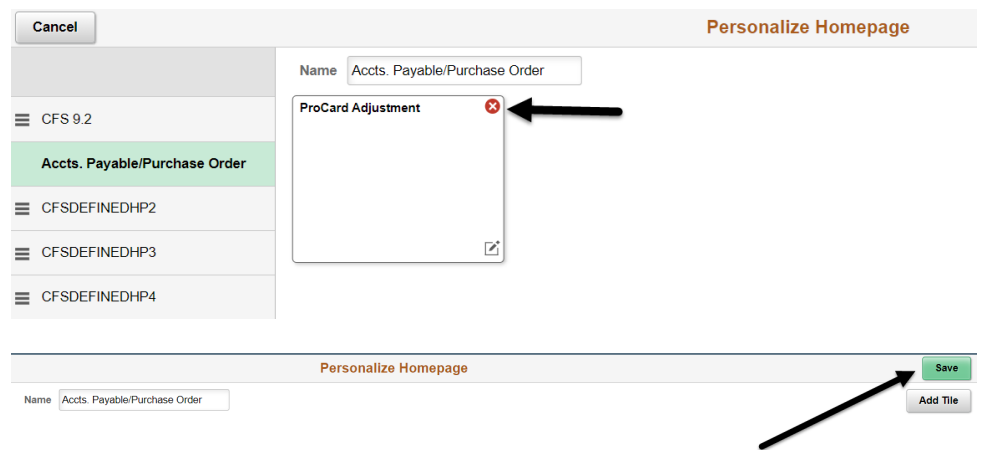 Cancel
Personalize Homepage
Name Accts. Payable/Purchase Order
ProCard Adjustment
CFS 9.2
Accts. Payable/Purchase Order
CFSDEFINEDHP2
CFSDEFINEDHP3
CFSDEFINEDHP4
Personalize Homepage
Save
Name Accts. Payable/Purchase Order
Add Tile